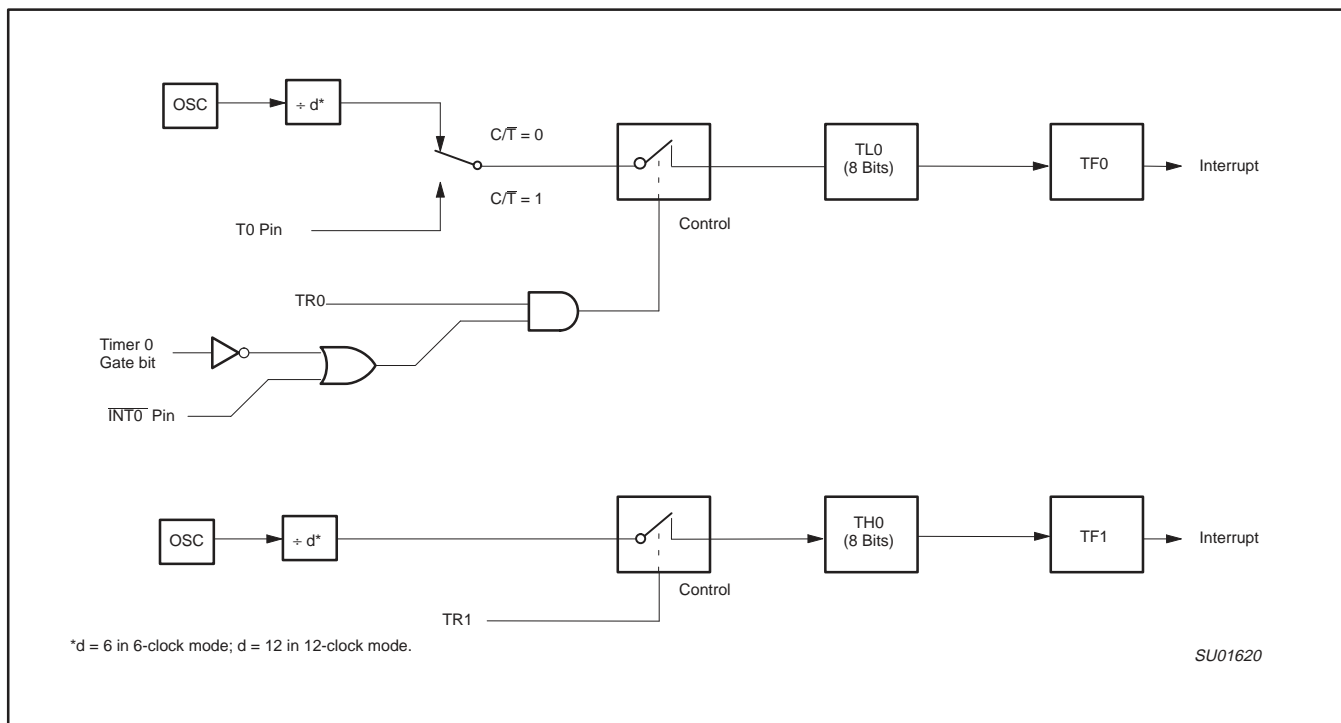 OSC
÷ d*
C/T̅ = 0
C/T̅ = 1
T0 Pin
Control
TL0
(8 Bits)
TF0
Interrupt
TR0
Timer 0
Gate bit
I̅N̅T̅0̅ Pin
OSC
÷ d*
Control
TH0
(8 Bits)
TF1
Interrupt
TR1
*d = 6 in 6-clock mode; d = 12 in 12-clock mode.
SU01620